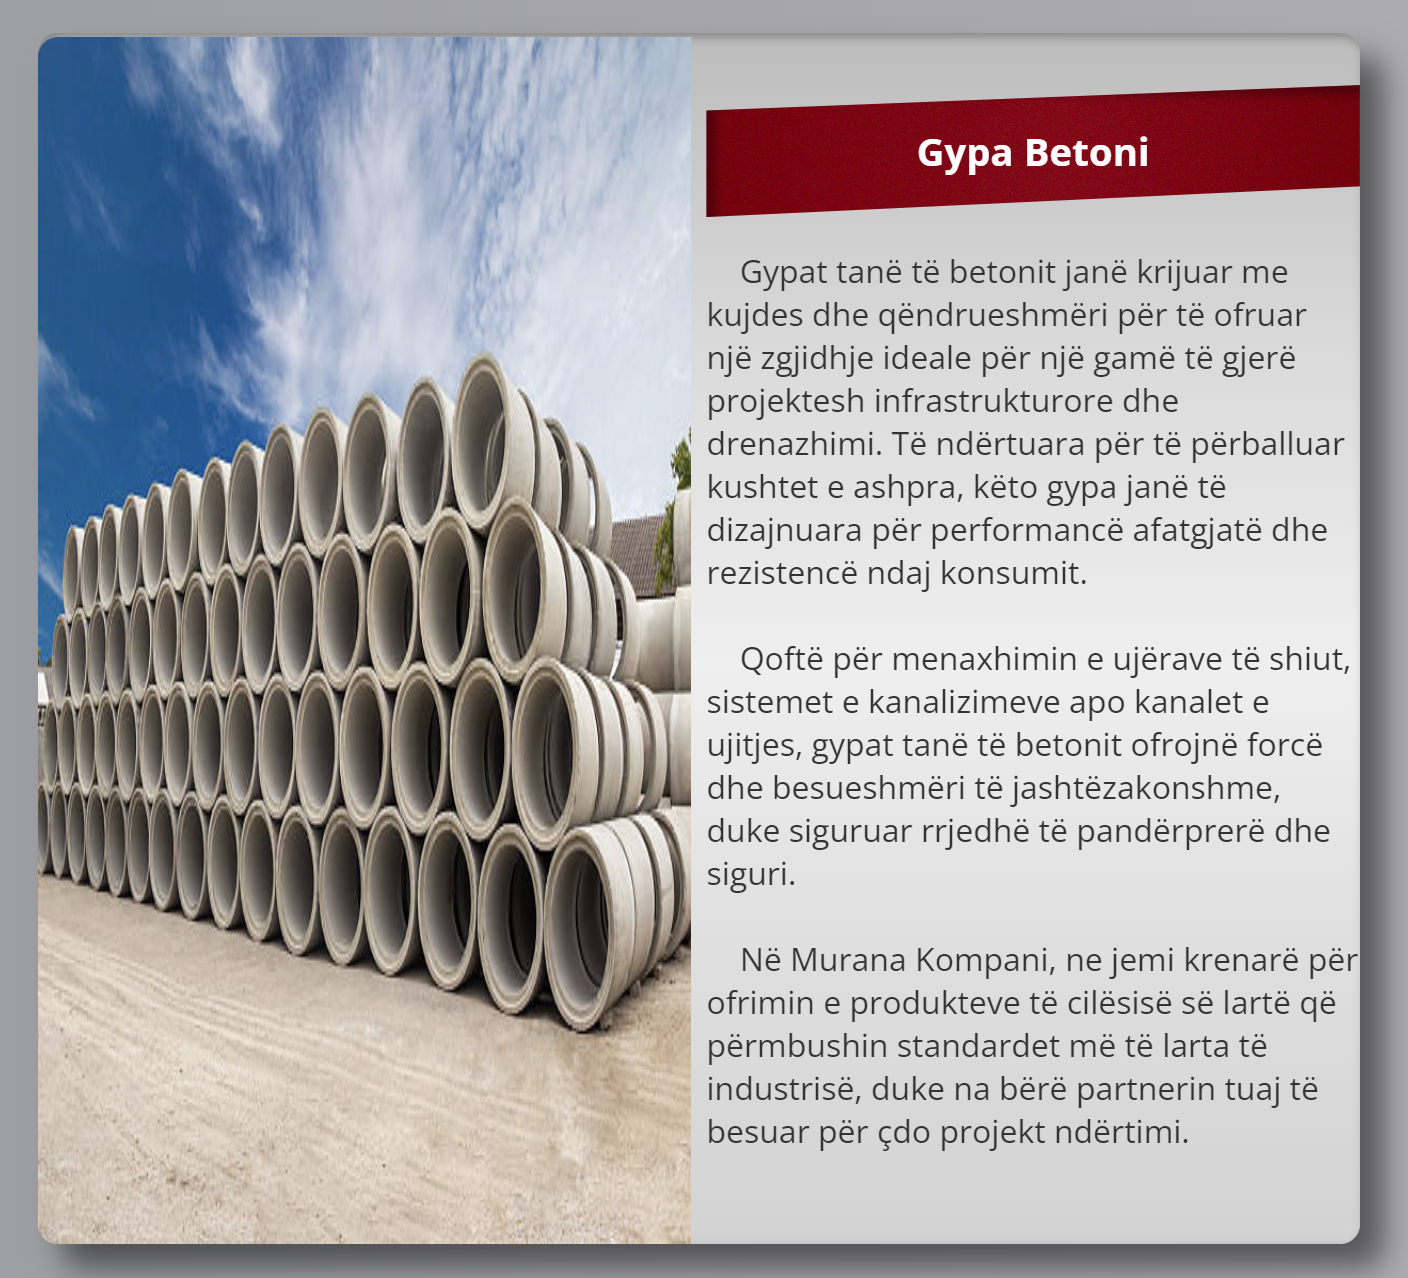 Gypa Betoni
Gypat tanë të betonit janë krijuar me
kujdes dhe qëndrueshmëri për të ofruar
një zgjidhje ideale për një gamë të gjerë
projektesh infrastrukturore dhe
drenazhimi. Të ndërtuara për të përballuar
kushtet e ashpra, këto gypa janë të
dizajnuara për performancë afatgjatë dhe
rezistencë ndaj konsumit.
Qoftë për menaxhimin e ujërave të shiut,
sistemet e kanalizimeve apo kanalet e
ujitjes, gypat tanë të betonit ofrojnë forcë
dhe besueshmëri të jashtëzakonshme,
duke siguruar rrjedhë të pandërprerë dhe
siguri.
Në Murana Kompani, ne jemi krenarë për
ofrimin e produkteve të cilësisë së lartë që
përmbushin standardet më të larta të
industrisë, duke na bërë partnerin tuaj të
besuar për çdo projekt ndërtimi.